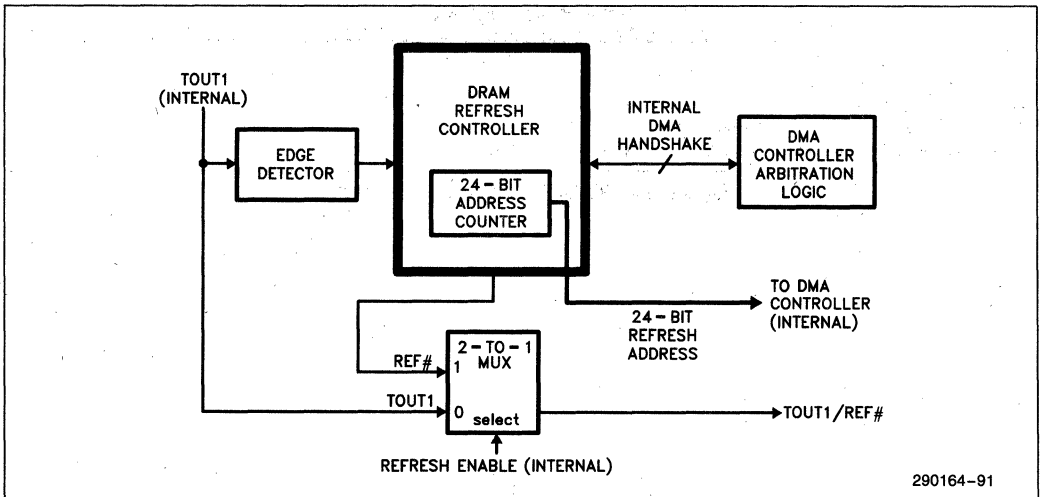 TOUT1
(INTERNAL)
EDGE
DETECTOR
DRAM
REFRESH
CONTROLLER
24-BIT
ADDRESS
COUNTER
INTERNAL
DMA
HANDSHAKE
DMA
CONTROLLER
ARBITRATION
LOGIC
TO DMA
CONTROLLER
(INTERNAL)
24-BIT
REFRESH
ADDRESS
2-TO-1
MUX
REF#
1
TOUT1
0
select
TOUT1/REF#
REFRESH ENABLE (INTERNAL)
290164-91